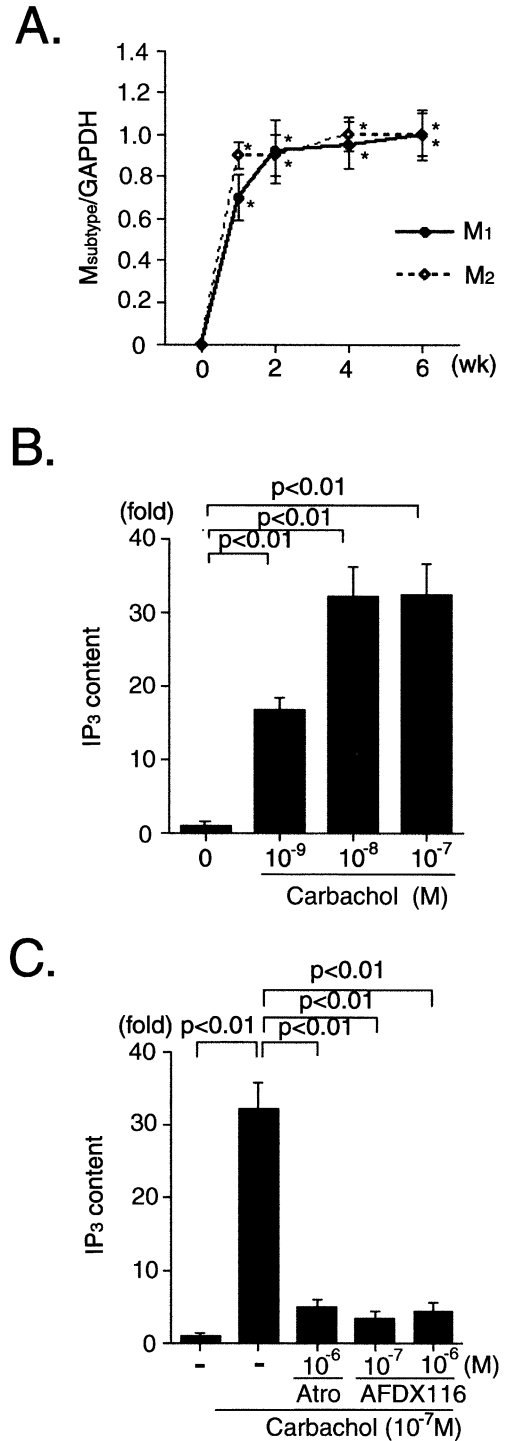 A.
1.4
1.2
1.0
0.8
0.6
0.4
0.2
0
Msubtype/GAPDH
* * * * * * * *
M1
M2
0 2 4 6 (wk)
B.
p<0.01
(fold)
p<0.01
p<0.01
40
30
20
10
0
IP3 content
0 10-9 10-8 10-7
Carbachol (M)
C.
p<0.01
p<0.01
(fold) p<0.01 p<0.01
40
30
20
10
0
IP3 content
- - 10-6 10-7 10-6 (M)
Atro AFDX116
Carbachol (10-7M)